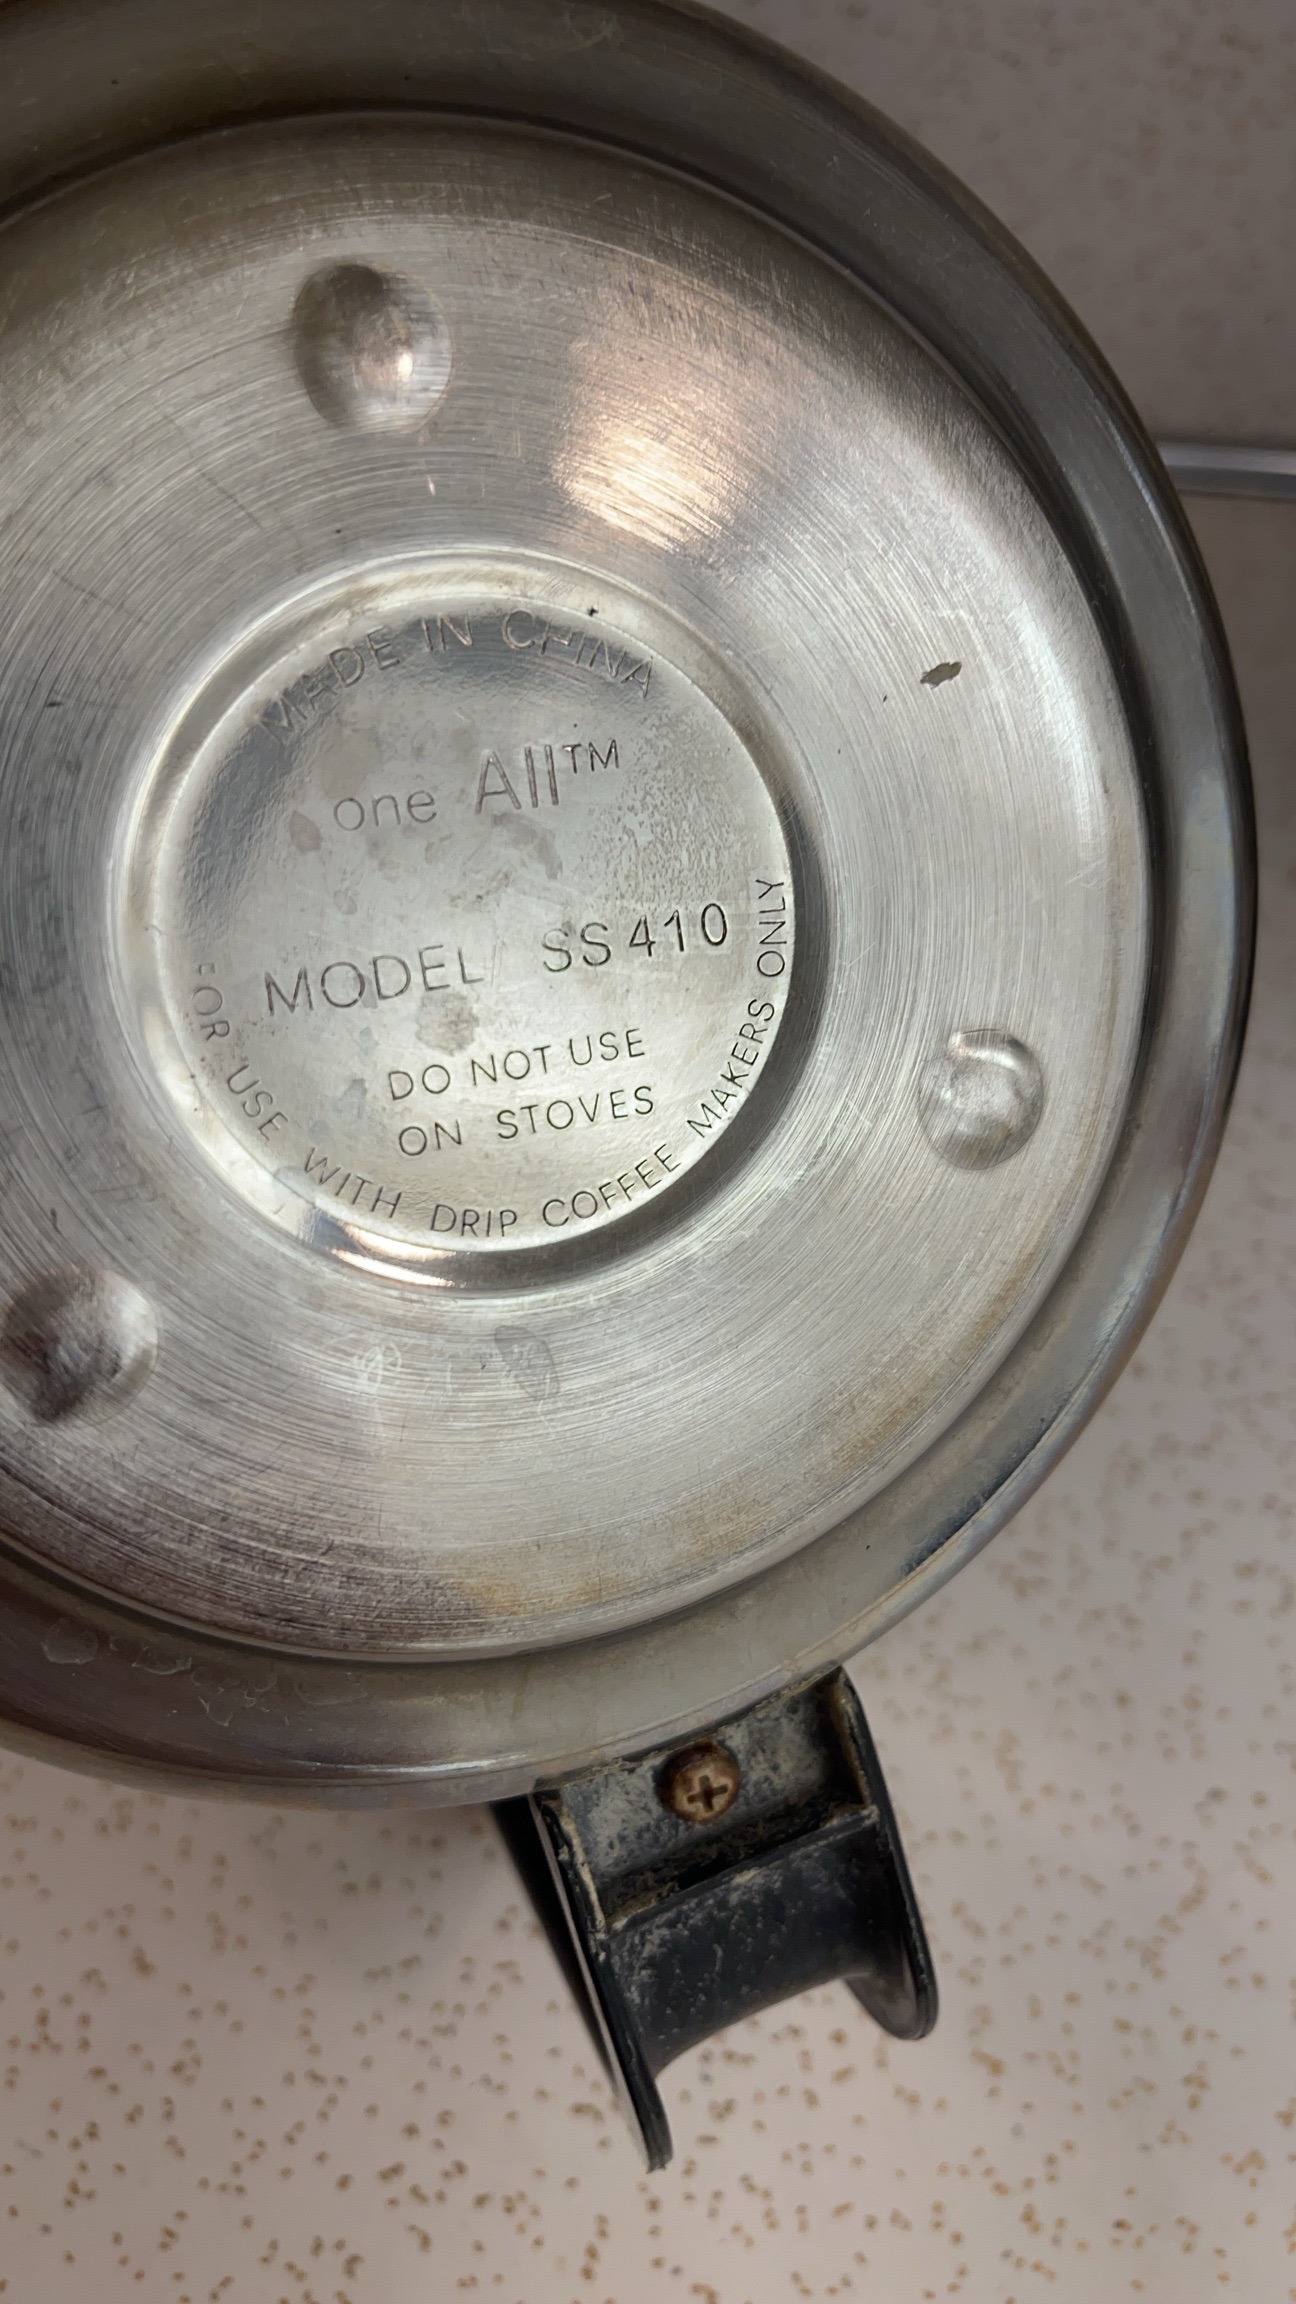 MADE IN CHINA
one All™
MODEL SS410
DO NOT USE
ON STOVES
FOR USE WITH DRIP COFFEE MAKERS ONLY